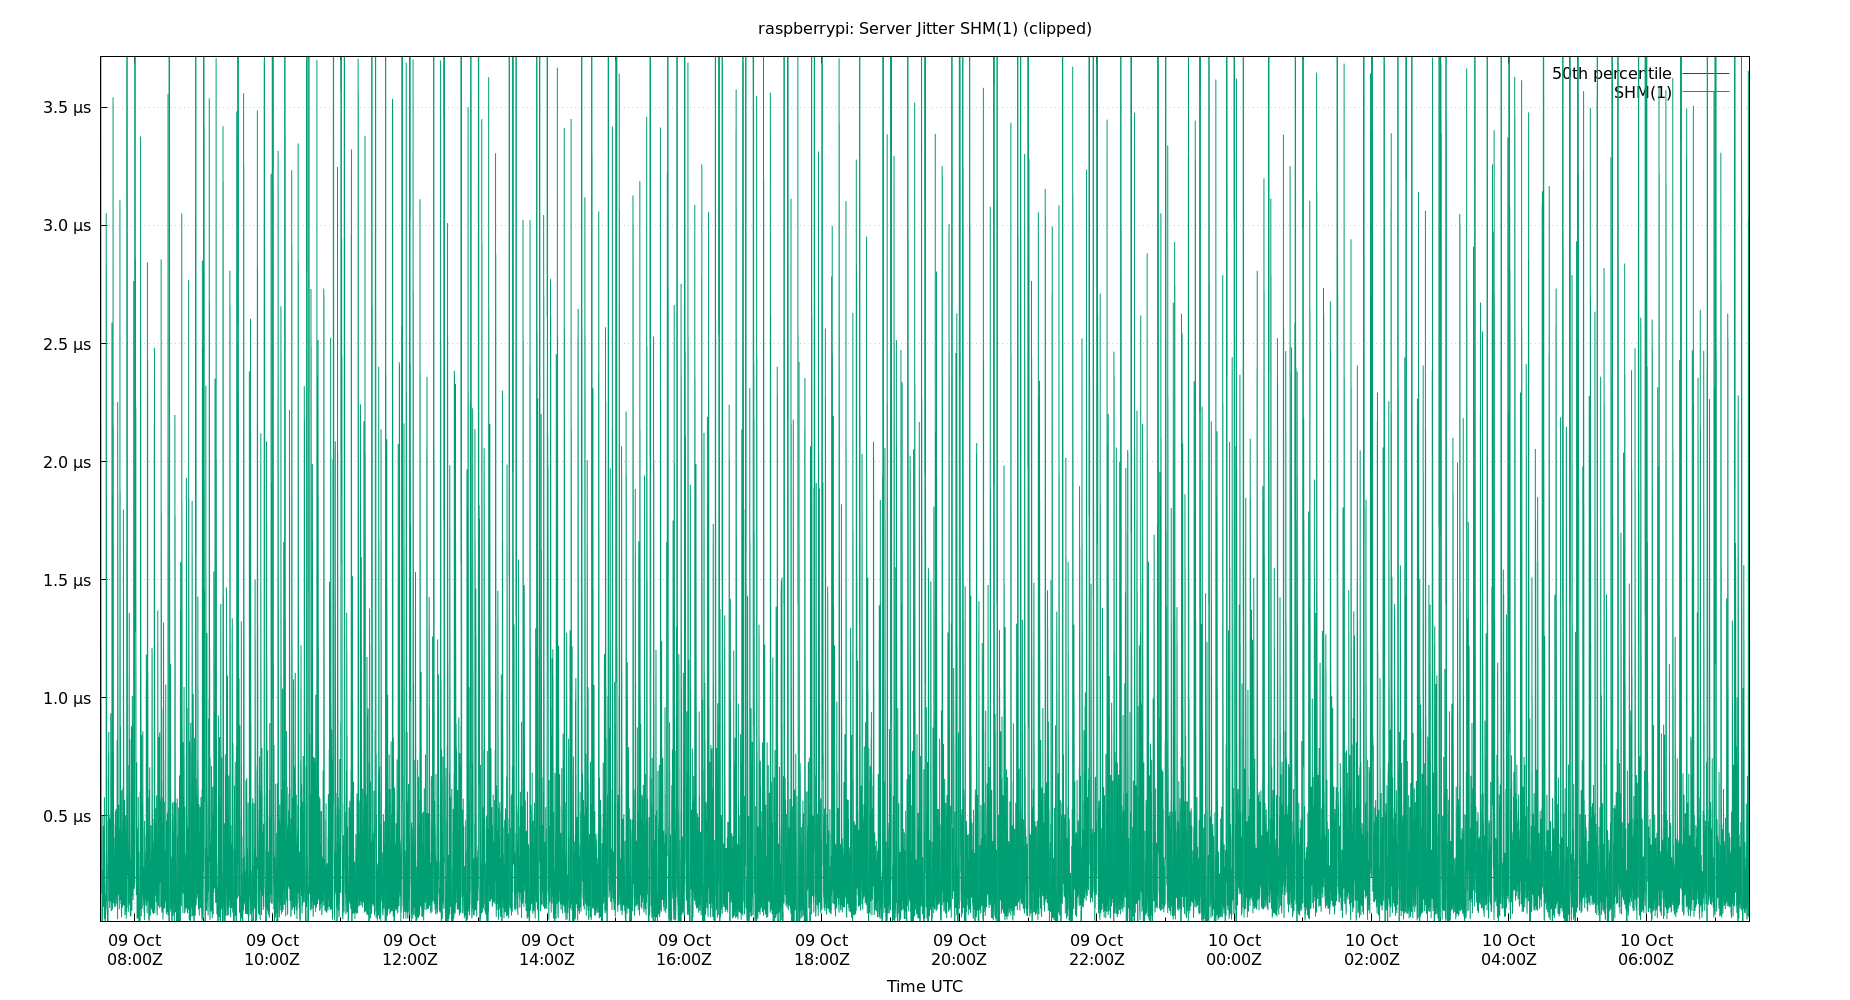 raspberrypi: Server Jitter SHM(1) (clipped)
50th percentile
SHM(1)
3.5 µs
3.0 µs
2.5 µs
2.0 µs
1.5 µs
1.0 µs
0.5 µs
09 Oct 09 Oct 09 Oct 09 Oct 09 Oct 09 Oct 09 Oct 09 Oct 10 Oct 10 Oct 10 Oct 10 Oct
08:00Z 10:00Z 12:00Z 14:00Z 16:00Z 18:00Z 20:00Z 22:00Z 00:00Z 02:00Z 04:00Z 06:00Z
Time UTC